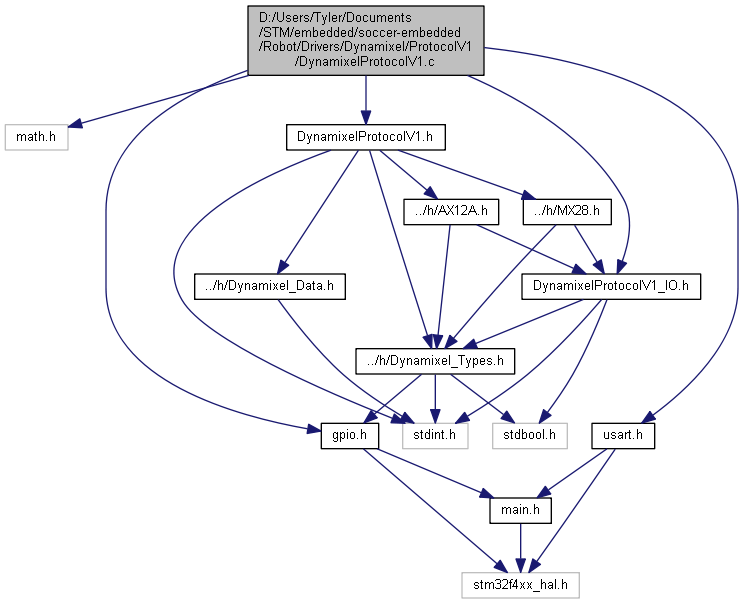 D:/Users/Tyler/Documents
/STM/embedded/soccer-embedded
/Robot/Drivers/Dynamixel/ProtocolV1
/DynamixelProtocolV1.c
math.h
DynamixelProtocolV1.h
../h/AX12A.h
../h/MX28.h
../h/Dynamixel_Data.h
DynamixelProtocolV1_IO.h
../h/Dynamixel_Types.h
gpio.h
stdint.h
stdbool.h
usart.h
main.h
stm32f4xx_hal.h